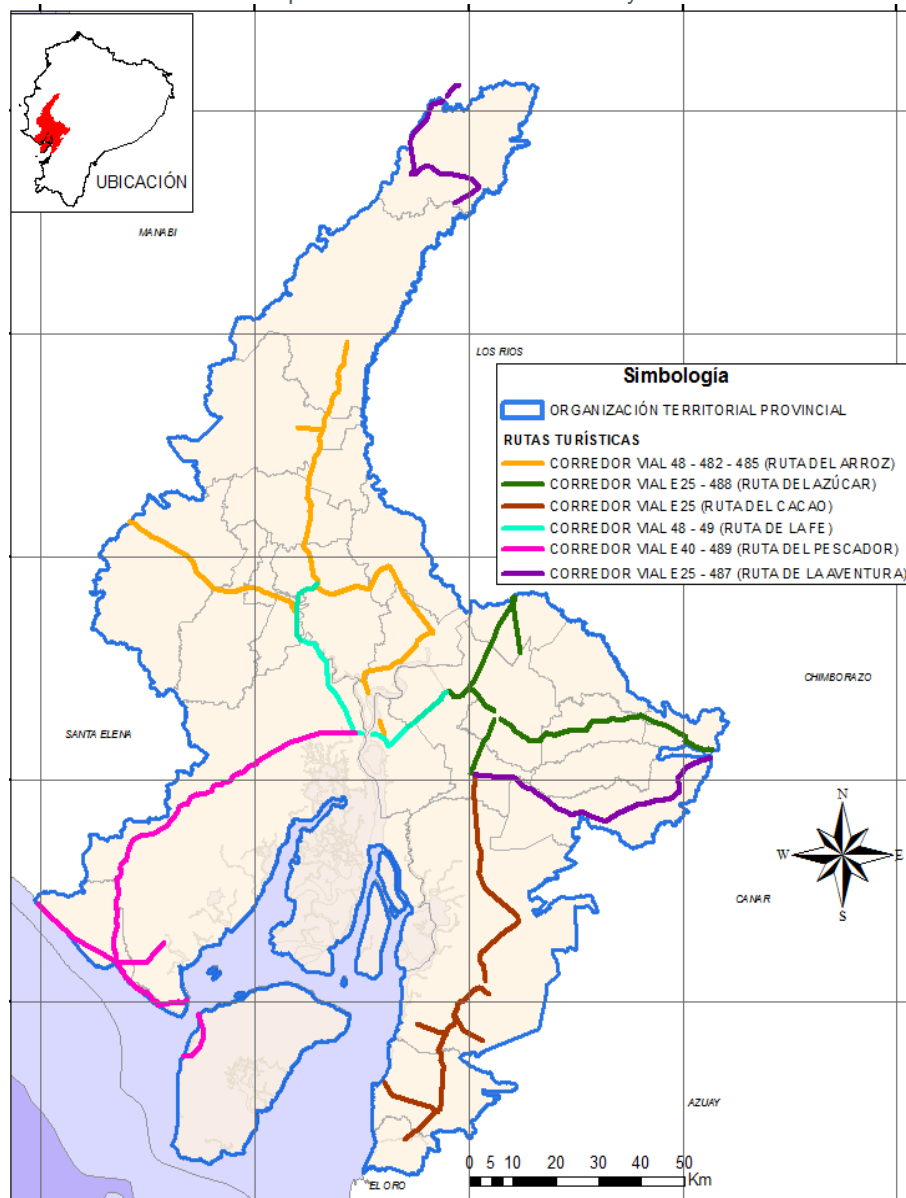 UBICACIÓN
MANABI
LOS RIOS
Simbología
ORGANIZACIÓN TERRITORIAL PROVINCIAL
RUTAS TURÍSTICAS
CORREDOR VIAL 48 - 482 - 485 (RUTA DEL ARROZ)
CORREDOR VIAL E25 - 488 (RUTA DEL AZÚCAR)
CORREDOR VIAL E25 (RUTA DEL CACAO)
CORREDOR VIAL 48 - 49 (RUTA DE LA FE)
CORREDOR VIAL E40 - 489 (RUTA DEL PESCADOR)
CORREDOR VIAL E25 - 487 (RUTA DE LA AVENTURA)
CHIMBORAZO
SANTA ELENA
N
W
E
S
CANAR
AZUAY
EL ORO
0 5 10 20 30 40 50
Km